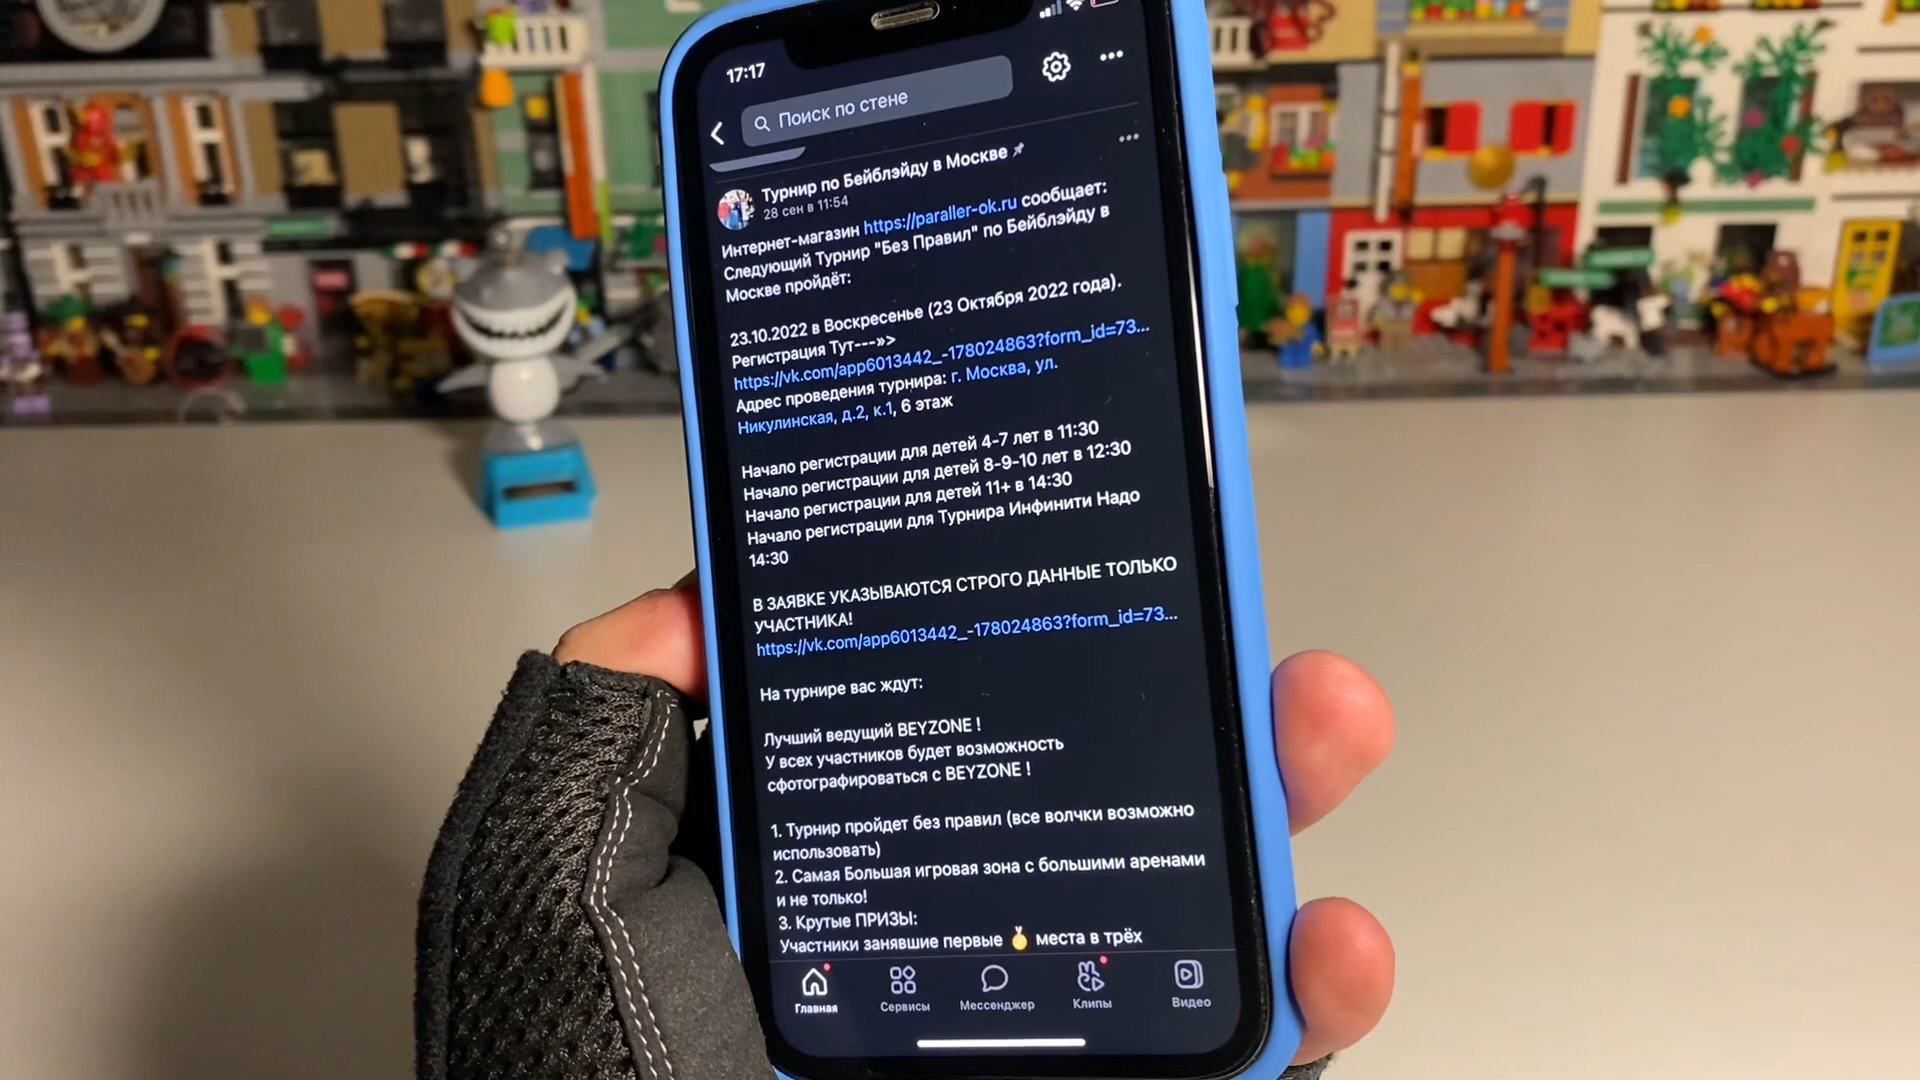 17:17
Поиск по стене
Турнир по Бейблэйду в Москве
28 сен в 11:54
Интернет-магазин https://paraller-ok.ru сообщает:
Следующий Турнир "Без Правил" по Бейблэйду в
Москве пройдёт:
23.10.2022 в Воскресенье (23 Октября 2022 года).
Регистрация Тут---»>
https://vk.com/app6013442_-178024863?form_id=73...
Адрес проведения турнира: г. Москва, ул.
Никулинская, д.2, к.1, 6 этаж
Начало регистрации для детей 4-7 лет в 11:30
Начало регистрации для детей 8-9-10 лет в 12:30
Начало регистрации для детей 11+ в 14:30
Начало регистрации для Турнира Инфинити Надо
14:30
В ЗАЯВКЕ УКАЗЫВАЮТСЯ СТРОГО ДАННЫЕ ТОЛЬКО
УЧАСТНИКА!
https://vk.com/app6013442_-178024863?form_id=73...
На турнире вас ждут:
Лучший ведущий BEYZONE !
У всех участников будет возможность
сфотографироваться с BEYZONE !
1. Турнир пройдет без правил (все волчки возможно
использовать)
2. Самая Большая игровая зона с большими аренами
и не только!
3. Крутые ПРИЗЫ:
Участники занявшие первые 🏅 места в трёх
Главная
Сервисы
Мессенджер
Клипы
Видео